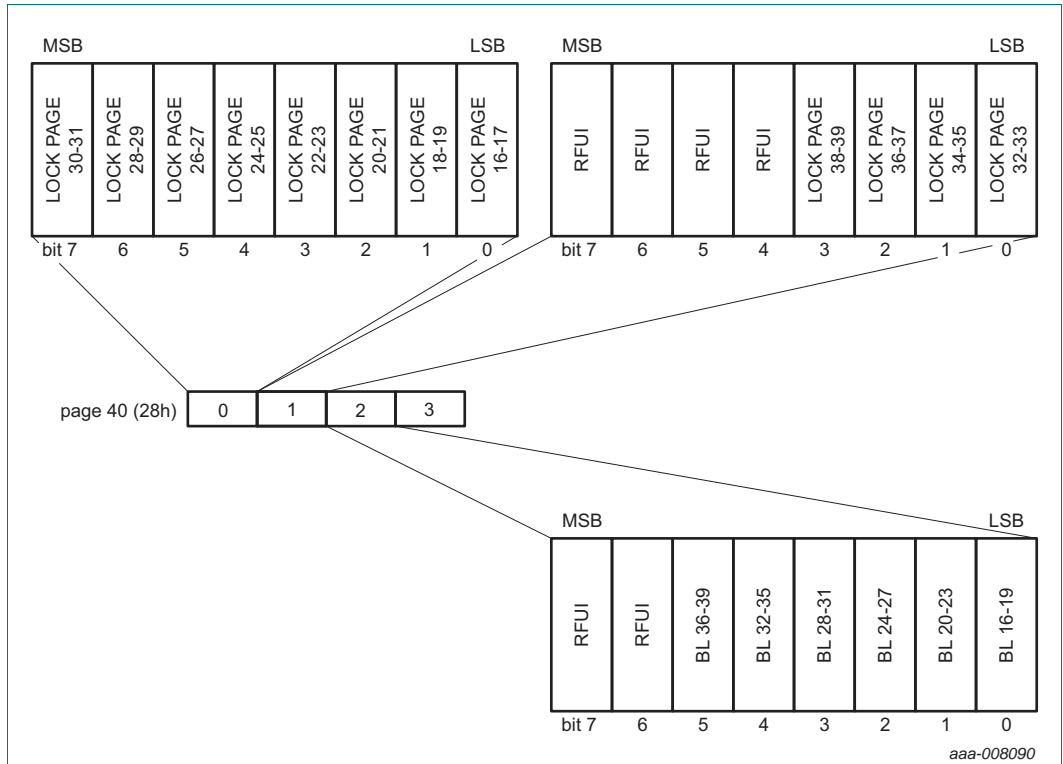 MSB LSB
LOCK PAGE 30-31
LOCK PAGE 28-29
LOCK PAGE 26-27
LOCK PAGE 24-25
LOCK PAGE 22-23
LOCK PAGE 20-21
LOCK PAGE 18-19
LOCK PAGE 16-17
bit 7 6 5 4 3 2 1 0
MSB LSB
RFUI
RFUI
RFUI
RFUI
LOCK PAGE 38-39
LOCK PAGE 36-37
LOCK PAGE 34-35
LOCK PAGE 32-33
bit 7 6 5 4 3 2 1 0
page 40 (28h) 0 1 2 3
MSB LSB
RFUI
RFUI
BL 36-39
BL 32-35
BL 28-31
BL 24-27
BL 20-23
BL 16-19
bit 7 6 5 4 3 2 1 0
aaa-008090